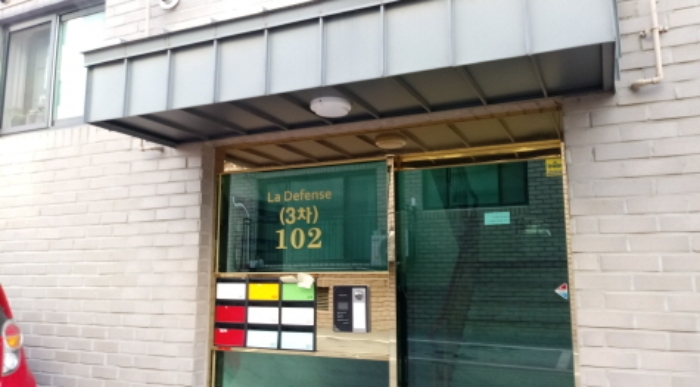 La Defense
(3차)
102